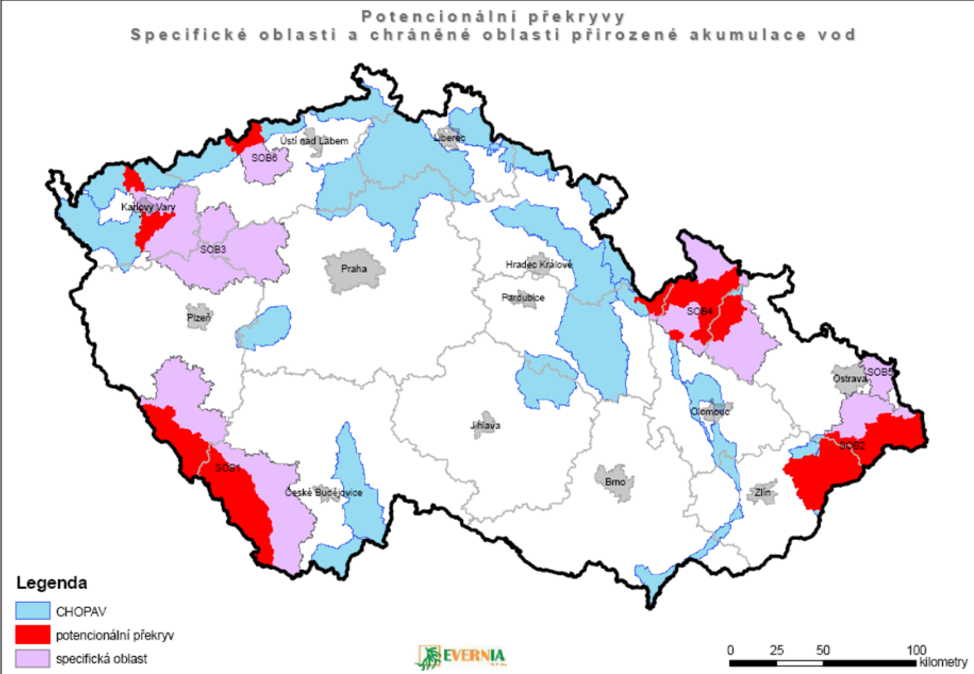 Potencionální překryvy
Specifické oblasti a chráněné oblasti přirozené akumulace vod
Ústí nad Labem
Liberec
SOB6
Karlovy Vary
SOB3
Praha
Hradec Králové
Pardubice
Plzeň
SOB4
Ostrava
SOB5
Olomouc
Jihlava
SOB2
SOB1
Brno
České Budějovice
Zlín
Legenda
CHOPAV
potencionální překryv
specifická oblast
EVERNIA
0 25 50 100
kilometry